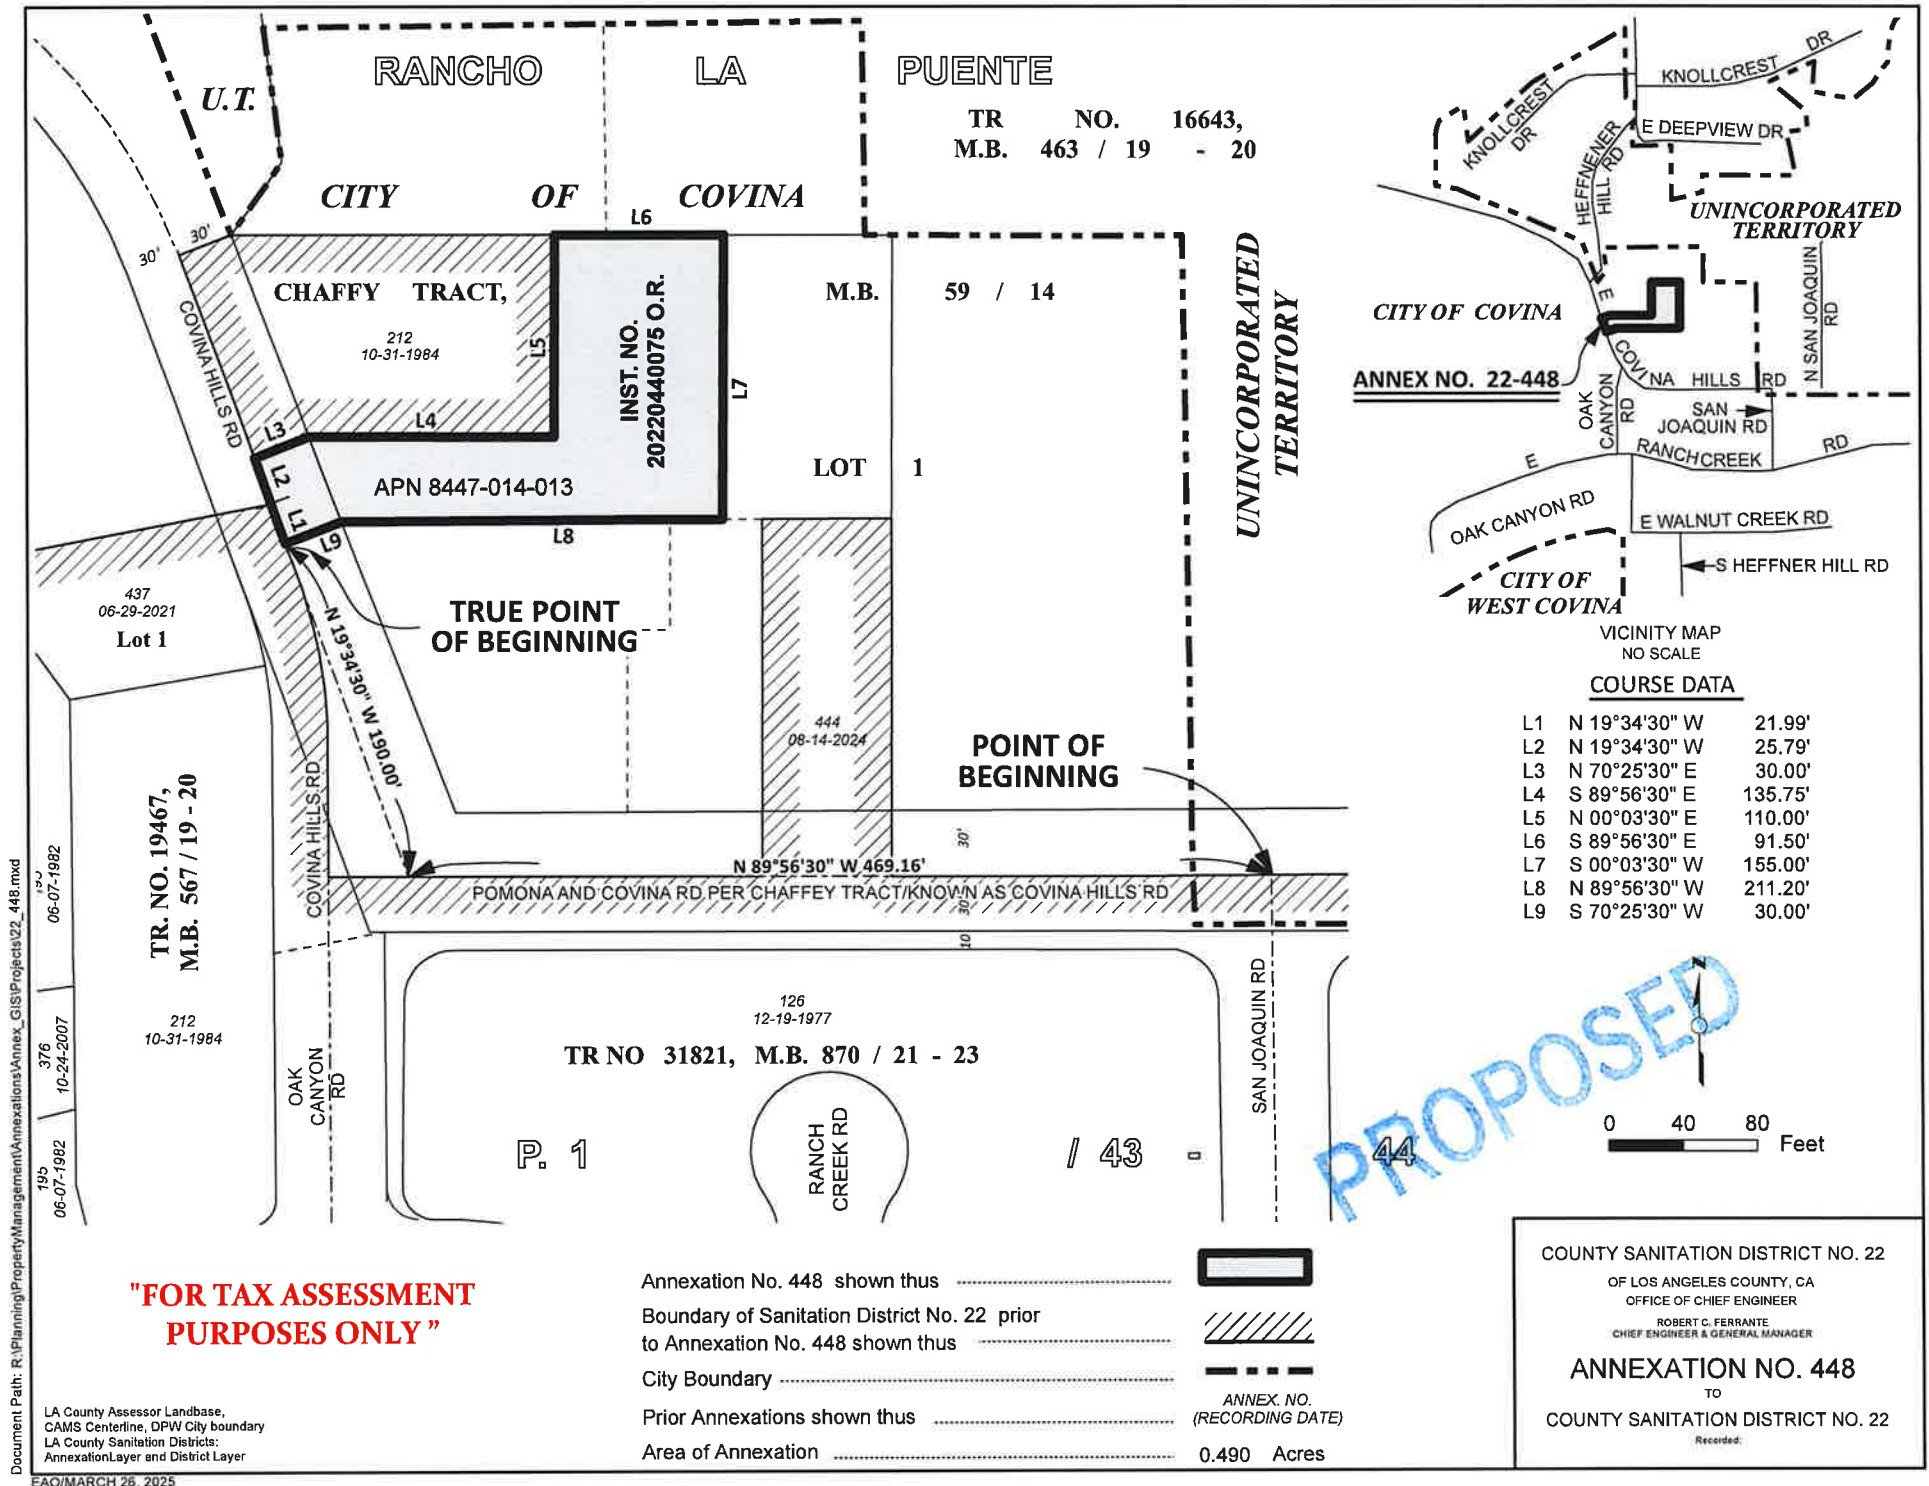 RANCHO LA PUENTE
U.T.
TR NO. 16643,
M.B. 463 / 19 - 20
CITY OF COVINA
L6
30'
30'
CHAFFY TRACT,
212
10-31-1984
L5
INST. NO.
20220440075 O.R.
L7
M.B. 59 / 14
UNINCORPORATED
TERRITORY
COVINA HILLS RD
L3
L4
L2
L1
APN 8447-014-013
LOT 1
L9
L8
437
06-29-2021
Lot 1
TRUE POINT
OF BEGINNING
N 19°34'30" W 190.00'
444
08-14-2024
POINT OF
BEGINNING
TR. NO. 19467,
M.B. 567 / 19 - 20
COVINA HILLS RD
30'
N 89°56'30" W 469.16'
POMONA AND COVINA RD PER CHAFFEY TRACT/KNOWN AS COVINA HILLS RD
30'
10
06-07-1982
376
10-24-2007
195
06-07-1982
212
10-31-1984
OAK
CANYON
RD
126
12-19-1977
TR NO 31821, M.B. 870 / 21 - 23
SAN JOAQUIN RD
P. 1 / 43 - 44
RANCH
CREEK RD
KNOLLCREST DR
KNOLLCREST
DR
E DEEPVIEW DR
HEFFNENER
HILL RD
UNINCORPORATED
TERRITORY
N SAN JOAQUIN
RD
CITY OF COVINA
E COVINA HILLS RD
ANNEX NO. 22-448
OAK
CANYON
RD
SAN
JOAQUIN RD
E RANCHCREEK RD
OAK CANYON RD
E WALNUT CREEK RD
S HEFFNER HILL RD
CITY OF
WEST COVINA
VICINITY MAP
NO SCALE
COURSE DATA
L1 N 19°34'30" W 21.99'
L2 N 19°34'30" W 25.79'
L3 N 70°25'30" E 30.00'
L4 S 89°56'30" E 135.75'
L5 N 00°03'30" E 110.00'
L6 S 89°56'30" E 91.50'
L7 S 00°03'30" W 155.00'
L8 N 89°56'30" W 211.20'
L9 S 70°25'30" W 30.00'
N
PROPOSED
0 40 80
Feet
"FOR TAX ASSESSMENT
PURPOSES ONLY"
Annexation No. 448 shown thus
Boundary of Sanitation District No. 22 prior
to Annexation No. 448 shown thus
City Boundary
Prior Annexations shown thus
ANNEX. NO.
(RECORDING DATE)
Area of Annexation 0.490 Acres
LA County Assessor Landbase,
CAMS Centerline, DPW City boundary
LA County Sanitation Districts:
AnnexationLayer and District Layer
COUNTY SANITATION DISTRICT NO. 22
OF LOS ANGELES COUNTY, CA
OFFICE OF CHIEF ENGINEER
ROBERT C. FERRANTE
CHIEF ENGINEER & GENERAL MANAGER
ANNEXATION NO. 448
TO
COUNTY SANITATION DISTRICT NO. 22
Recorded:
Document Path: R:\Planning\PropertyManagement\Annexations\Annex_GIS\Projects\22_448.mxd
EAO/MARCH 26, 2025